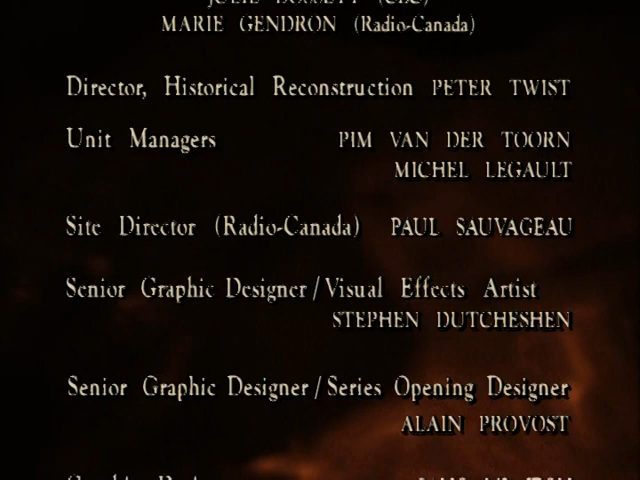 MARIE GENDRON (Radio-Canada)
Director, Historical Reconstruction PETER TWIST
Unit Managers PIM VAN DER TOORN
MICHEL LEGAULT
Site Director (Radio-Canada) PAUL SAUVAGEAU
Senior Graphic Designer/Visual Effects Artist
STEPHEN DUTCHESHEN
Senior Graphic Designer/Series Opening Designer
ALAIN PROVOST